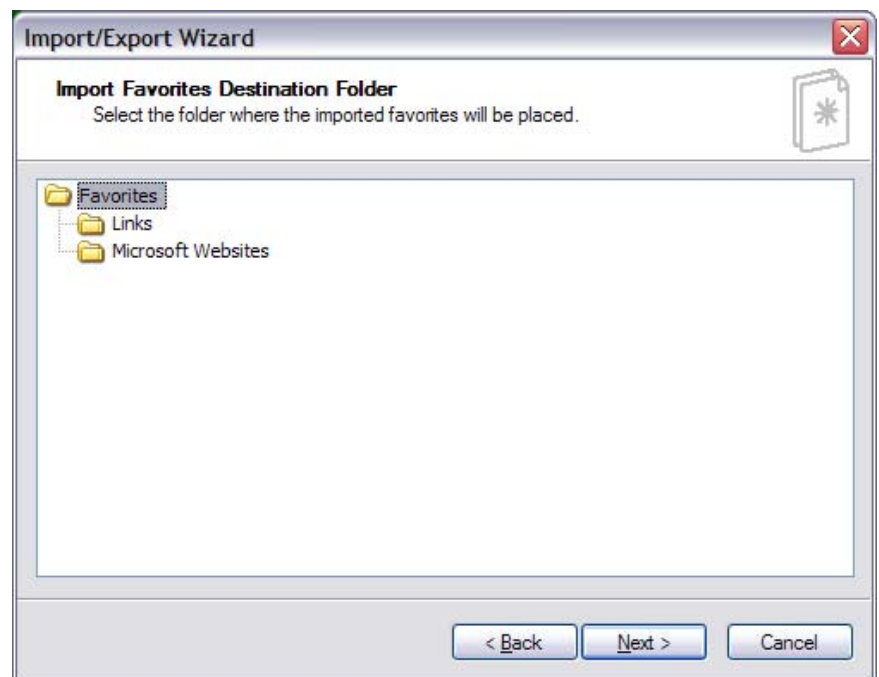 Import/Export Wizard
Import Favorites Destination Folder
Select the folder where the imported favorites will be placed.
Favorites
Links
Microsoft Websites
< Back Next > Cancel